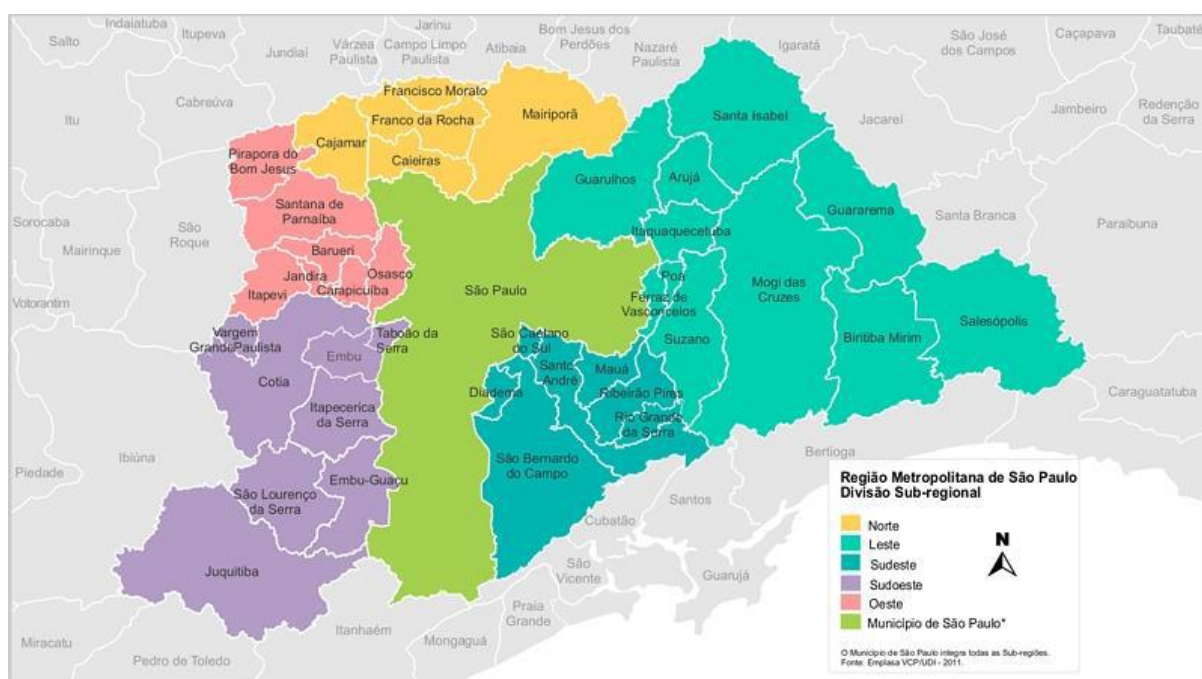 Indaiatuba
Salto
Itupeva
Jundiaí
Jarinu
Várzea
Paulista
Campo Limpo
Paulista
Atibaia
Bom Jesus dos
Perdões
Nazaré
Paulista
Igaratá
São José
dos Campos
Caçapava
Taubaté
Itu
Cabreúva
Francisco Morato
Franco da Rocha
Mairiporã
Cajamar
Caieiras
Santa Isabel
Jacareí
Jambeiro
Redenção
da Serra
Pirapora do
Bom Jesus
Guarulhos
Arujá
Guararema
Santa Branca
Paraibuna
Sorocaba
Mairinque
São
Roque
Santana de
Parnaíba
Itaquaquecetuba
Barueri
Jandira
Osasco
Carapicuíba
Itapevi
São Paulo
Poá
Ferraz de
Vasconcelos
Mogi das
Cruzes
Votorantim
Vargem
Grande Paulista
Taboão da
Serra
São Caetano
do Sul
Suzano
Biritiba Mirim
Salesópolis
Embu
Cotia
Santo
André
Mauá
Diadema
Ribeirão Pires
Itapecerica
da Serra
Rio Grande
da Serra
Caraguatatuba
Piedade
Ibiúna
São Bernardo
do Campo
Bertioga
Embu-Guaçu
São Lourenço
da Serra
Santos
Cubatão
Juquitiba
São
Vicente
Guarujá
Praia
Grande
Itanhaém
Mongaguá
Miracatu
Pedro de Toledo
Região Metropolitana de São Paulo
Divisão Sub-regional
Norte
Leste
Sudeste
Sudoeste
Oeste
Município de São Paulo*
N
O Município de São Paulo integra todas as Sub-regiões.
Fonte: Emplasa VCP/UDI - 2011.